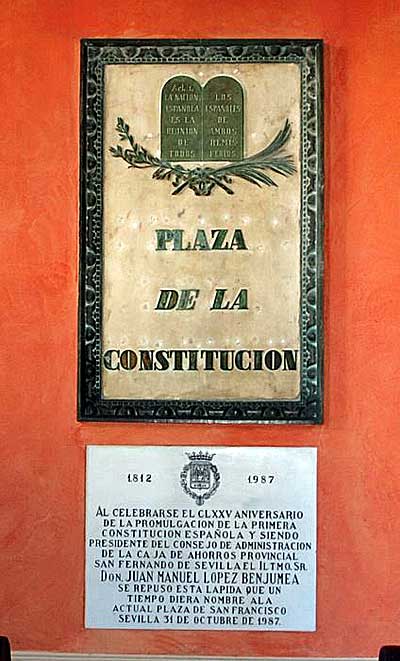 Art. 1.
LA NACION
ESPAÑOLA
ES LA
REUNION
DE
TODOS
LOS
ESPAÑOLES
DE
AMBOS
HEMIS
FERIOS
PLAZA
DE LA
CONSTITUCION
1.812 1987
AL CELEBRARSE EL CLXXV ANIVERSARIO
DE LA PROMULGACION DE LA PRIMERA
CONSTITUCION ESPAÑOLA Y SIENDO
PRESIDENTE DEL CONSEJO DE ADMINISTRACION
DE LA CAJA DE AHORROS PROVINCIAL
SAN FERNANDO DE SEVILLA EL ILTMO. SR.
DON. JUAN MANUEL LOPEZ BENJUMEA
SE REPUSO ESTA LAPIDA QUE UN
TIEMPO DIERA NOMBRE A LA
ACTUAL PLAZA DE SAN FRANCISCO
SEVILLA 31 DE OCTUBRE DE 1987.